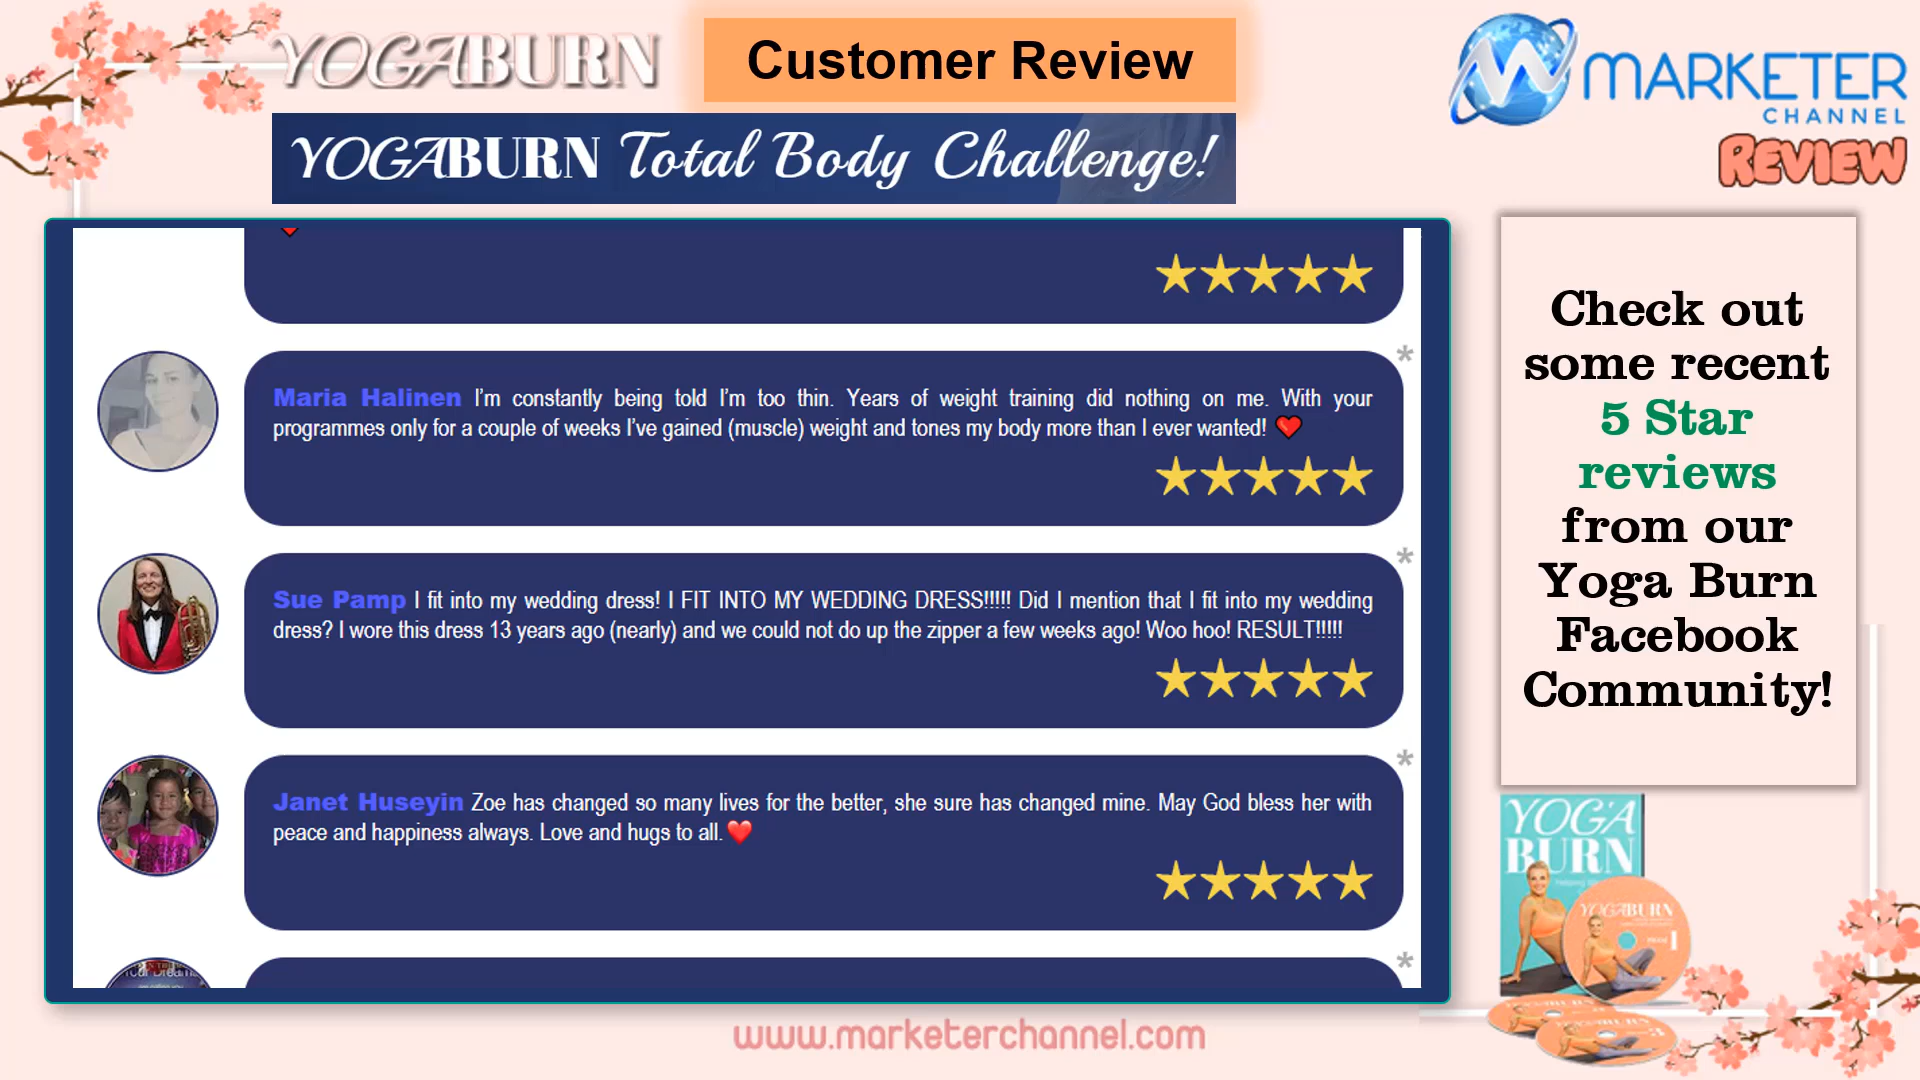 YOGABURN
Customer Review
MARKETER
CHANNEL
REVIEW
YOGABURN Total Body Challenge!
*
Maria Halinen I'm constantly being told I'm too thin. Years of weight training did nothing on me. With your
programmes only for a couple of weeks I've gained (muscle) weight and tones my body more than I ever wanted! ❤
*
Sue Pamp I fit into my wedding dress! I FIT INTO MY WEDDING DRESS!!!!! Did I mention that I fit into my wedding
dress? I wore this dress 13 years ago (nearly) and we could not do up the zipper a few weeks ago! Woo hoo! RESULT!!!!!
*
Janet Huseyin Zoe has changed so many lives for the better, she sure has changed mine. May God bless her with
peace and happiness always. Love and hugs to all.❤
*
Your Dreams
Check out
some recent
5 Star
reviews
from our
Yoga Burn
Facebook
Community!
YOGA
BURN
YOGABURN
YOGABURN
www.marketerchannel.com